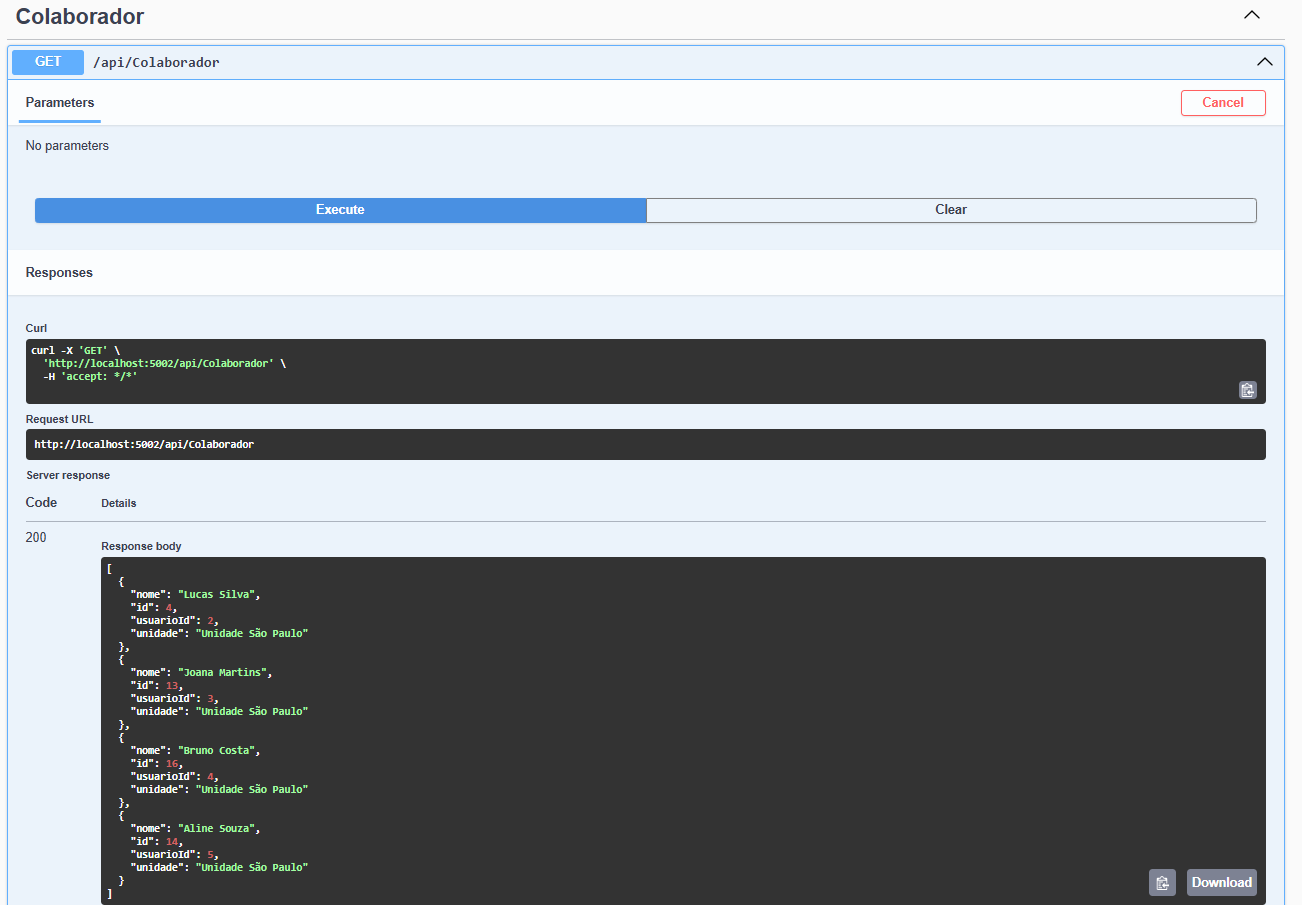 Colaborador
GET /api/Colaborador
Parameters
Cancel
No parameters
Execute
Clear
Responses
Curl
curl -X 'GET' \
  'http://localhost:5002/api/Colaborador' \
  -H 'accept: */*'
Request URL
http://localhost:5002/api/Colaborador
Server response
Code Details
200
Response body
[
  {
    "nome": "Lucas Silva",
    "id": 4,
    "usuarioId": 2,
    "unidade": "Unidade São Paulo"
  },
  {
    "nome": "Joana Martins",
    "id": 13,
    "usuarioId": 3,
    "unidade": "Unidade São Paulo"
  },
  {
    "nome": "Bruno Costa",
    "id": 16,
    "usuarioId": 4,
    "unidade": "Unidade São Paulo"
  },
  {
    "nome": "Aline Souza",
    "id": 14,
    "usuarioId": 5,
    "unidade": "Unidade São Paulo"
  }
]
Download